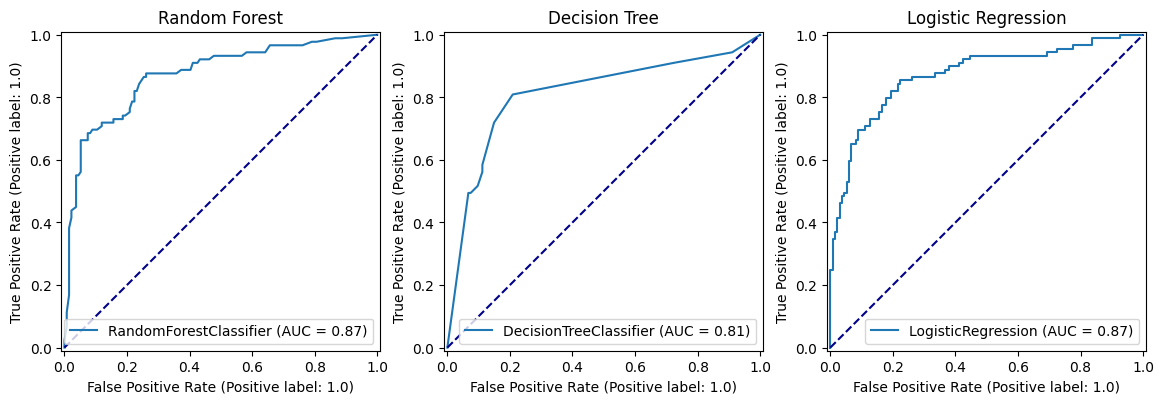 Random Forest
True Positive Rate (Positive label: 1.0)
1.0
0.8
0.6
0.4
0.2
0.0
RandomForestClassifier (AUC = 0.87)
0.0 0.2 0.4 0.6 0.8 1.0
False Positive Rate (Positive label: 1.0)
Decision Tree
True Positive Rate (Positive label: 1.0)
1.0
0.8
0.6
0.4
0.2
0.0
DecisionTreeClassifier (AUC = 0.81)
0.0 0.2 0.4 0.6 0.8 1.0
False Positive Rate (Positive label: 1.0)
Logistic Regression
True Positive Rate (Positive label: 1.0)
1.0
0.8
0.6
0.4
0.2
0.0
LogisticRegression (AUC = 0.87)
0.0 0.2 0.4 0.6 0.8 1.0
False Positive Rate (Positive label: 1.0)